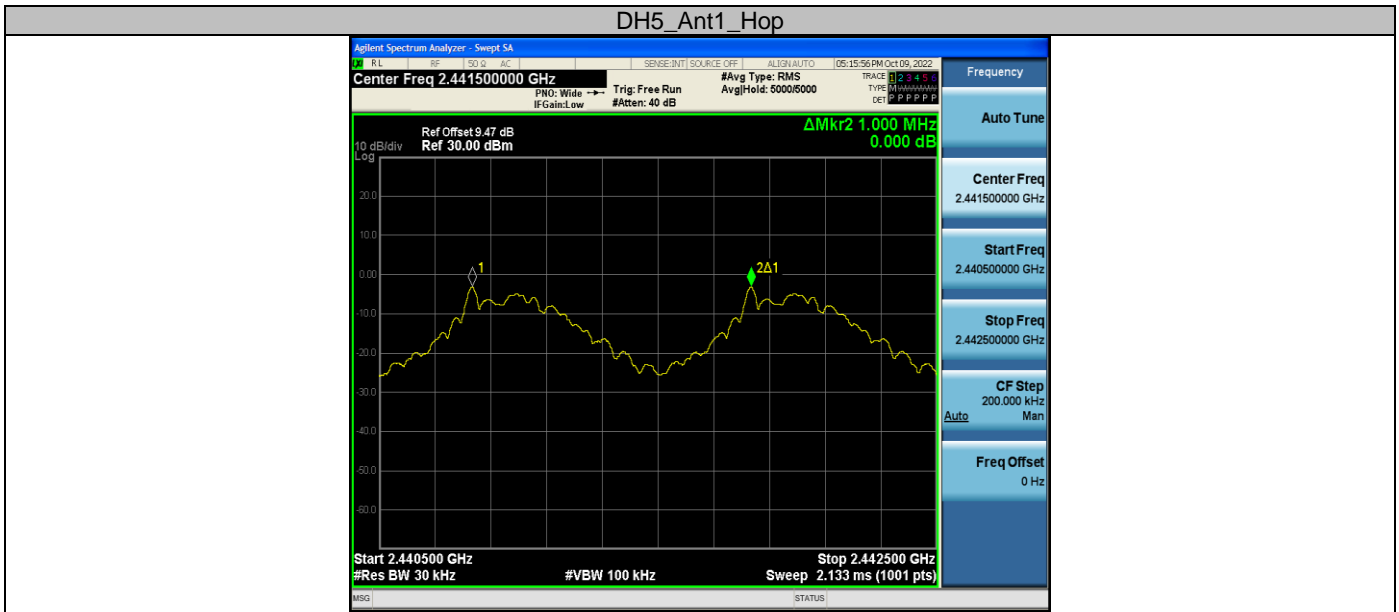 DH5_Ant1_Hop
Agilent Spectrum Analyzer - Swept SA
RL RF 50 Ω AC SENSE:INT SOURCE OFF ALIGNAUTO 05:15:56 PM Oct 09, 2022
Center Freq 2.441500000 GHz
PNO: Wide
IFGain:Low
Trig: Free Run
#Atten: 40 dB
#Avg Type: RMS
Avg|Hold: 5000/5000
TRACE 1 2 3 4 5 6
TYPE M
DET P P P P P P
ΔMkr2 1.000 MHz
0.000 dB
Ref Offset 9.47 dB
10 dB/div Ref 30.00 dBm
Log
20.0
10.0
0.00
-10.0
-20.0
-30.0
-40.0
-50.0
-60.0
1
2Δ1
Start 2.440500 GHz Stop 2.442500 GHz
#Res BW 30 kHz #VBW 100 kHz Sweep 2.133 ms (1001 pts)
MSG STATUS
Frequency
Auto Tune
Center Freq
2.441500000 GHz
Start Freq
2.440500000 GHz
Stop Freq
2.442500000 GHz
CF Step
200.000 kHz
Auto Man
Freq Offset
0 Hz